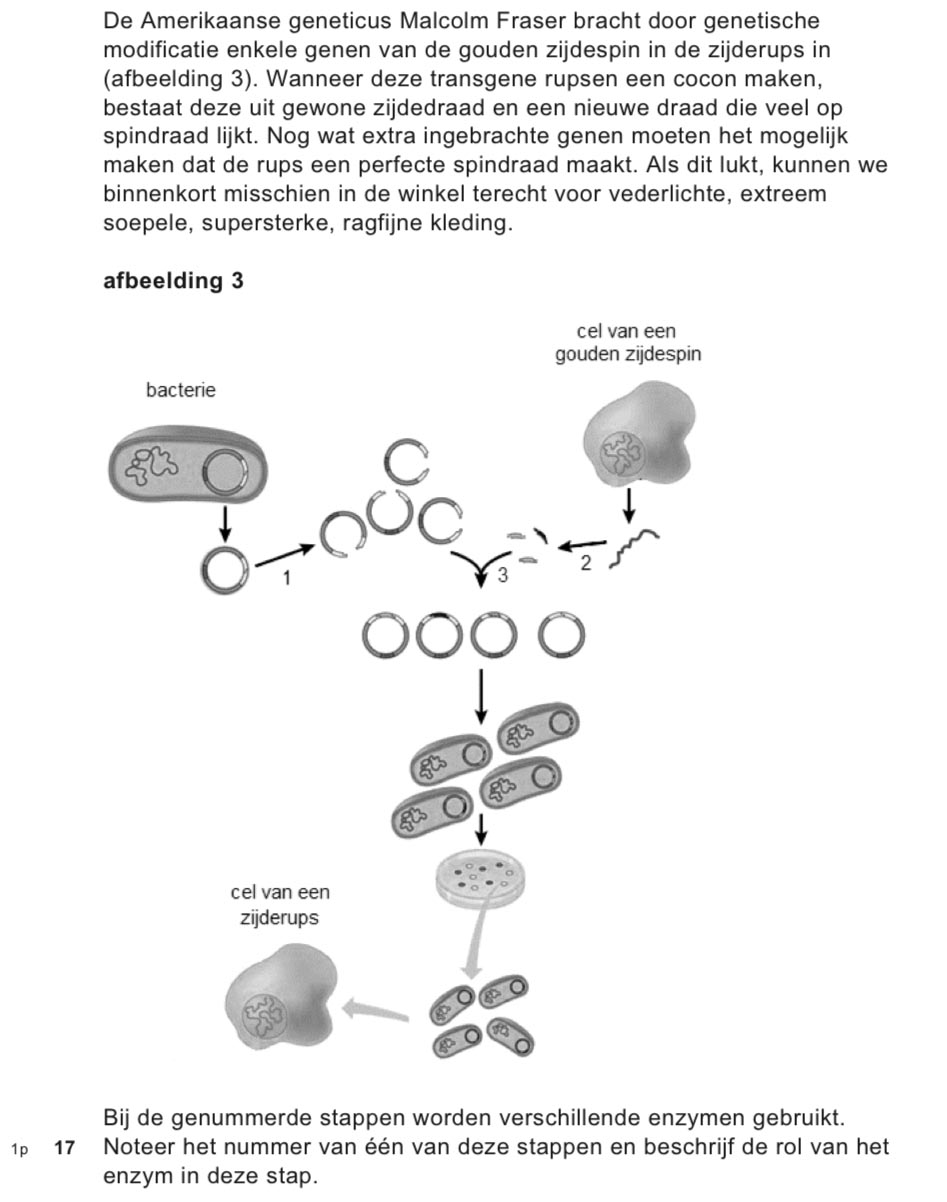 De Amerikaanse geneticus Malcolm Fraser bracht door genetische
modificatie enkele genen van de gouden zijdespin in de zijderups in
(afbeelding 3). Wanneer deze transgene rupsen een cocon maken,
bestaat deze uit gewone zijdedraad en een nieuwe draad die veel op
spindraad lijkt. Nog wat extra ingebrachte genen moeten het mogelijk
maken dat de rups een perfecte spindraad maakt. Als dit lukt, kunnen we
binnenkort misschien in de winkel terecht voor vederlichte, extreem
soepele, supersterke, ragfijne kleding.
afbeelding 3
cel van een
gouden zijdespin
bacterie
1
2
3
cel van een
zijderups
Bij de genummerde stappen worden verschillende enzymen gebruikt.
1p 17 Noteer het nummer van één van deze stappen en beschrijf de rol van het
enzym in deze stap.